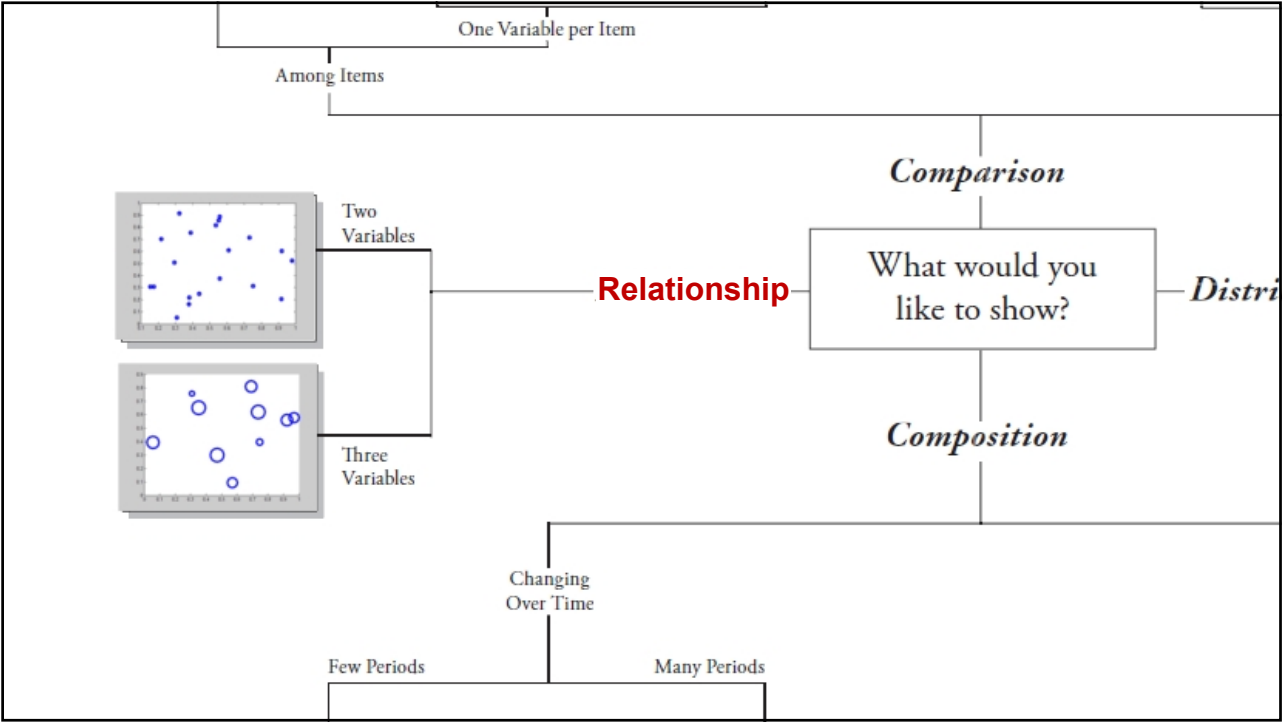 One Variable per Item
Among Items
Comparison
Two
Variables
What would you
like to show?
Relationship
Distri
Composition
Three
Variables
Changing
Over Time
Few Periods
Many Periods